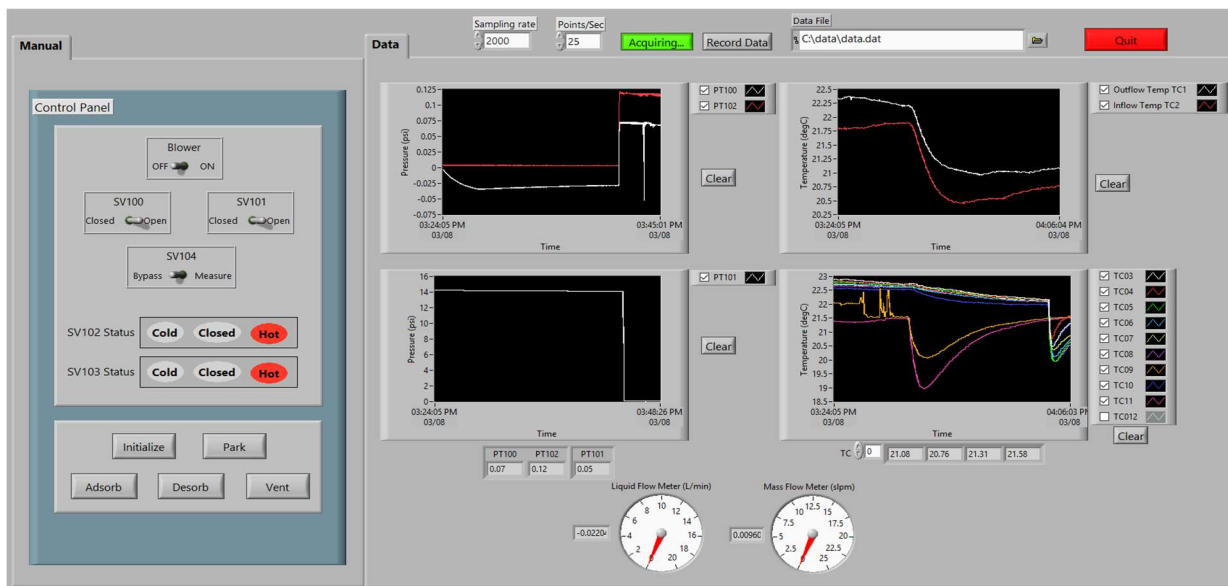 Manual
Control Panel
Blower
OFF ON
SV100
Closed Open
SV101
Closed Open
SV104
Bypass Measure
SV102 Status Cold Closed Hot
SV103 Status Cold Closed Hot
Initialize Park
Adsorb Desorb Vent
Data
Sampling rate
2000
Points/Sec
25
Acquiring...
Record Data
Data File
C:\data\data.dat
Quit
Pressure (psi)
0.125
0.1
0.075
0.05
0.025
0
-0.025
-0.05
-0.075
03:24:05 PM
03/08
03:45:01 PM
03/08
Time
PT100
PT102
Clear
Temperature (degC)
22.5
22.25
22
21.75
21.5
21.25
21
20.75
20.5
20.25
03:24:05 PM
03/08
04:06:04 PM
03/08
Time
Outflow Temp TC1
Inflow Temp TC2
Clear
Pressure (psi)
16
14
12
10
8
6
4
2
0
03:24:05 PM
03/08
03:48:26 PM
03/08
Time
PT101
Clear
Temperature (degC)
23
22.5
22
21.5
21
20.5
20
19.5
19
18.5
03:24:05 PM
03/08
04:06:03 PM
03/08
Time
TC03
TC04
TC05
TC06
TC07
TC08
TC09
TC10
TC11
TC012
Clear
PT100 PT102 PT101
0.07 0.12 0.05
TC 0 21.08 20.76 21.31 21.58
Liquid Flow Meter (L/min)
0 2 4 6 8 10 12 14 16 18 20
Mass Flow Meter (slpm)
0.0096
0 2.5 5 7.5 10 12.5 15 17.5 20 22.5 25